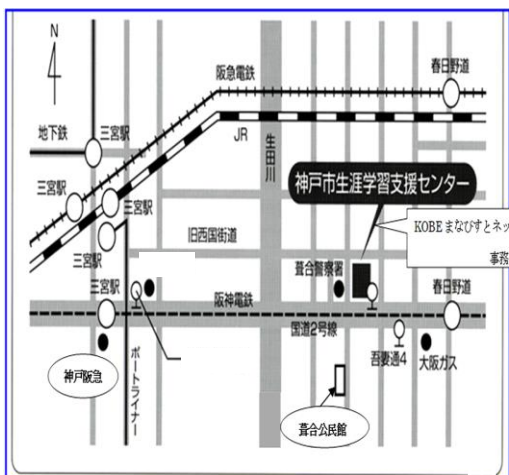 N
阪急電鉄
春日野道
地下鉄
三宮駅
JR
生田川
神戸市生涯学習支援センター
三宮駅
三宮駅
KOBEまなびすとネッ
事務
旧西国街道
三宮駅
葺合警察署
三宮駅
阪神電鉄
春日野道
国道2号線
ポートライナー
吾妻通4
大阪ガス
神戸阪急
葺合公民館